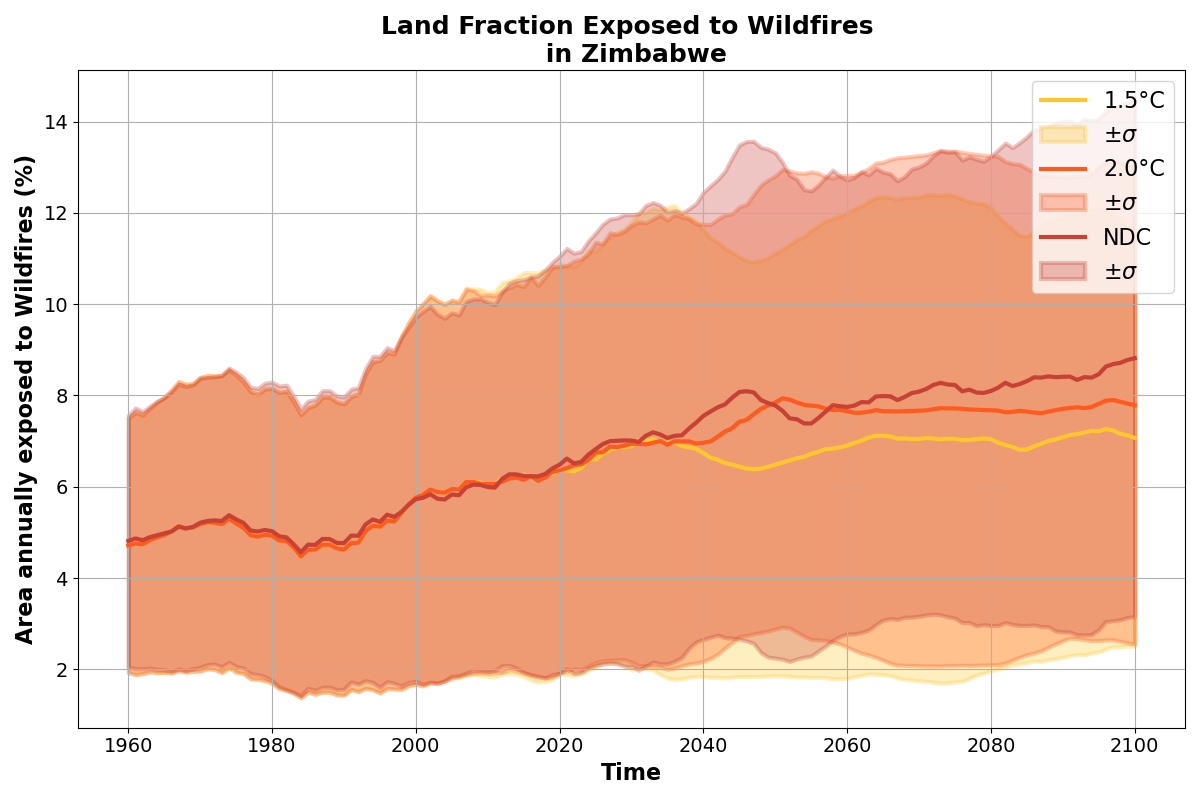 Land Fraction Exposed to Wildfires
in Zimbabwe
Area annually exposed to Wildfires (%)
14
12
10
8
6
4
2
1.5°C
±σ
2.0°C
±σ
NDC
±σ
1960 1980 2000 2020 2040 2060 2080 2100
Time